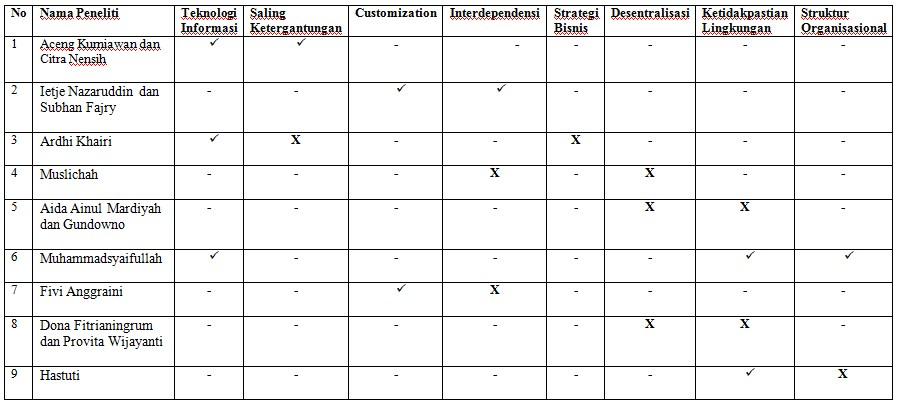 No Nama Peneliti Teknologi Saling Customization Interdependensi Strategi Desentralisasi Ketidakpastian Struktur
Informasi Ketergantungan Bisnis Lingkungan Organisasional
1 Aceng Kurniawan dan ✓ ✓ - - - - - -
Citra Nensih
2 Ietje Nazaruddin dan - - ✓ ✓ - - - -
Subhan Fajry
3 Ardhi Khairi ✓ X - - X - - -
4 Muslichah - - - X - X - -
5 Aida Ainul Mardiyah - - - - - X X -
dan Gundowno
6 Muhammadsyaifullah ✓ - - - - - ✓ ✓
7 Fivi Anggraini - - ✓ X - - - -
8 Dona Fitrianingrum - - - - - X X -
dan Provita Wijayanti
9 Hastuti - - - - - - ✓ X